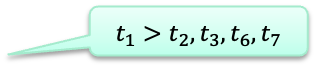 t₁ > t₂, t₃, t₆, t₇